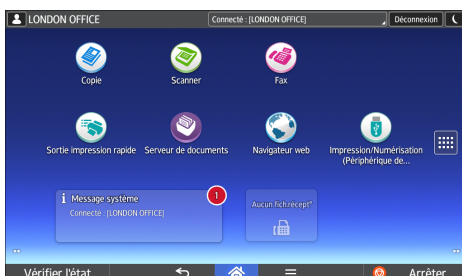 LONDON OFFICE
Connecté : [LONDON OFFICE]
Déconnexion
Copie
Scanner
Fax
Sortie impression rapide
Serveur de documents
Navigateur web
Impression/Numérisation
(Périphérique de...
Message système
1
Connecté : [LONDON OFFICE]
Aucun fich.récept°
Vérifier l'état
Arrêter